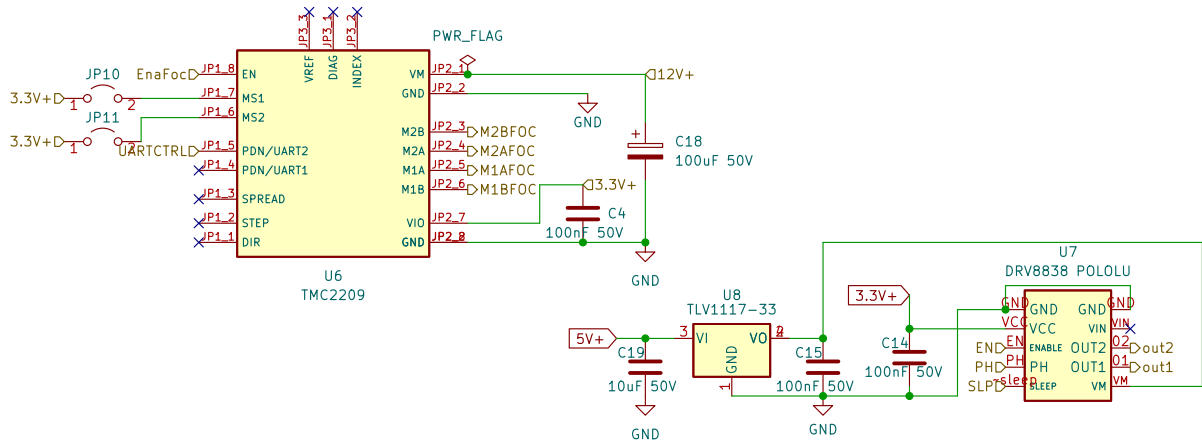 JP3_3
JP3_1
JP3_2
PWR_FLAG
VREF
DIAG
INDEX
EnaFoc
JP1_8
EN
VM
JP2_1
12V+
JP10
3.3V+
1
2
JP1_7
MS1
GND
JP2_2
GND
JP11
3.3V+
1
2
JP1_6
MS2
M2B
JP2_3
M2BFOC
UARTCTRL
JP1_5
PDN/UART2
M2A
JP2_4
M2AFOC
C18
100uF 50V
JP1_4
PDN/UART1
M1A
JP2_5
M1AFOC
M1B
JP2_6
M1BFOC
3.3V+
JP1_3
SPREAD
C4
100nF 50V
JP1_2
STEP
VIO
JP2_7
JP1_1
DIR
GND
JP2_8
GND
U6
TMC2209
U7
DRV8838 POLOLU
U8
TLV1117-33
3.3V+
GND
GND
GND
GND
VCC
VCC
VIN
VIN
5V+
3
VI
VO
2
GND
1
C19
10uF 50V
C15
100nF 50V
C14
100nF 50V
EN
EN
ENABLE
OUT2
O2
out2
PH
PH
PH
OUT1
O1
out1
SLP
~sleep
SLEEP
VM
VM
GND
GND